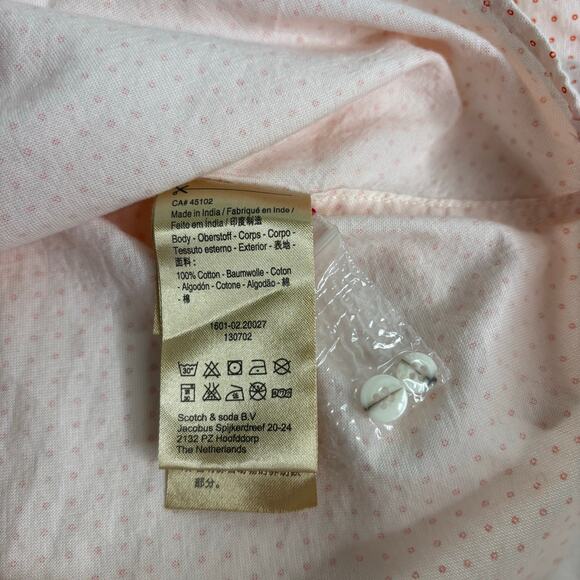 CA# 45102
Made in India / Fabriqué en Inde /
Feito em Índia / 印度制造
Body - Oberstoff - Corps - Corpo -
Tessuto esterno - Exterior - 表地 -
面料:
100% Cotton - Baumwolle - Coton
- Algodón - Cotone - Algodão - 綿
- 棉
1601-02.20027
130702
30°
Scotch & soda B.V
Jacobus Spijkerdreef 20-24
2132 PZ Hoofddorp
The Netherlands
部分。